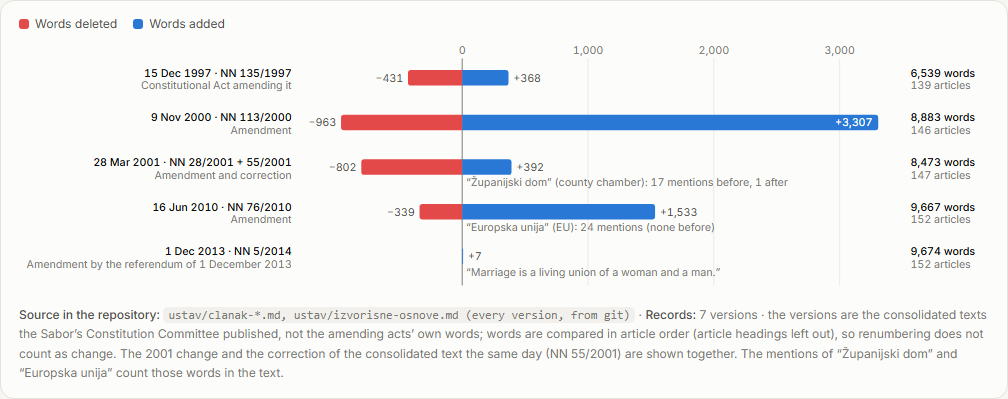 Words deleted Words added
0 1,000 2,000 3,000
15 Dec 1997 · NN 135/1997
Constitutional Act amending it
−431 +368
6,539 words
139 articles
9 Nov 2000 · NN 113/2000
Amendment
−963 +3,307
8,883 words
146 articles
28 Mar 2001 · NN 28/2001 + 55/2001
Amendment and correction
−802 +392
“Županijski dom” (county chamber): 17 mentions before, 1 after
8,473 words
147 articles
16 Jun 2010 · NN 76/2010
Amendment
−339 +1,533
“Europska unija” (EU): 24 mentions (none before)
9,667 words
152 articles
1 Dec 2013 · NN 5/2014
Amendment by the referendum of 1 December 2013
+7
“Marriage is a living union of a woman and a man.”
9,674 words
152 articles
Source in the repository: ustav/clanak-*.md, ustav/izvorisne-osnove.md (every version, from git) · Records: 7 versions · the versions are the consolidated texts
the Sabor’s Constitution Committee published, not the amending acts’ own words; words are compared in article order (article headings left out), so renumbering does not
count as change. The 2001 change and the correction of the consolidated text the same day (NN 55/2001) are shown together. The mentions of “Županijski dom” and
“Europska unija” count those words in the text.